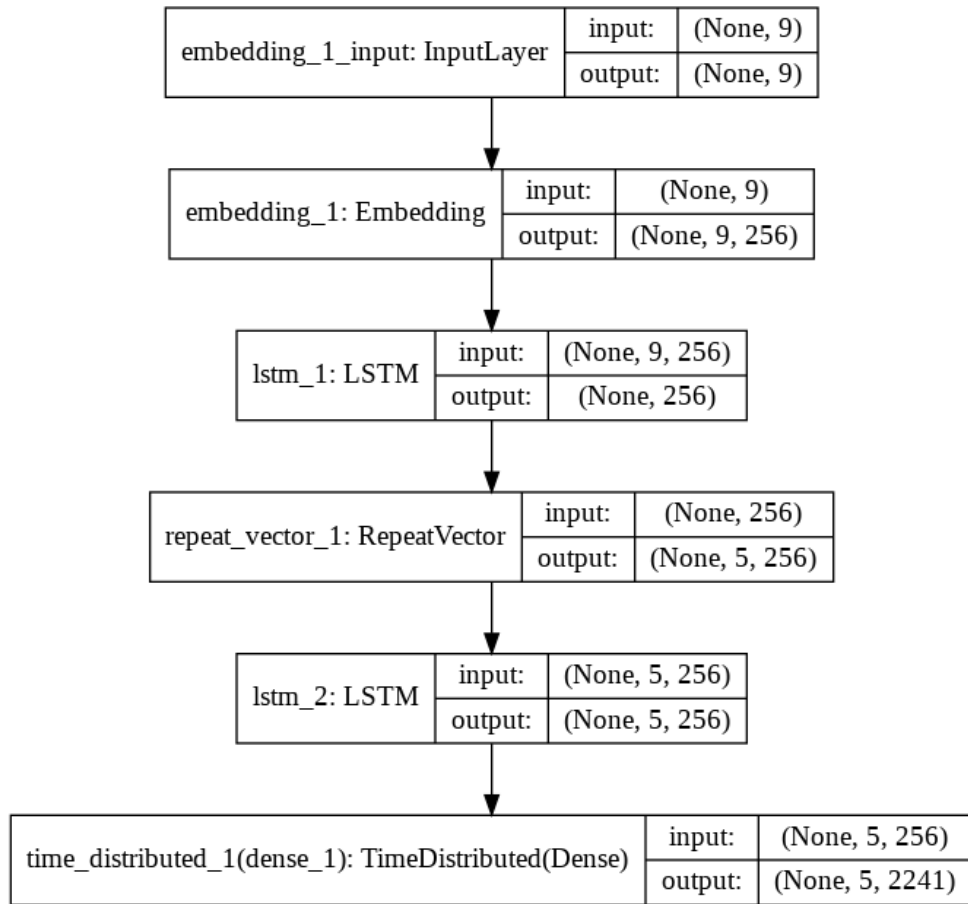 embedding_1_input: InputLayer
input: (None, 9)
output: (None, 9)
embedding_1: Embedding
input: (None, 9)
output: (None, 9, 256)
lstm_1: LSTM
input: (None, 9, 256)
output: (None, 256)
repeat_vector_1: RepeatVector
input: (None, 256)
output: (None, 5, 256)
lstm_2: LSTM
input: (None, 5, 256)
output: (None, 5, 256)
time_distributed_1(dense_1): TimeDistributed(Dense)
input: (None, 5, 256)
output: (None, 5, 2241)